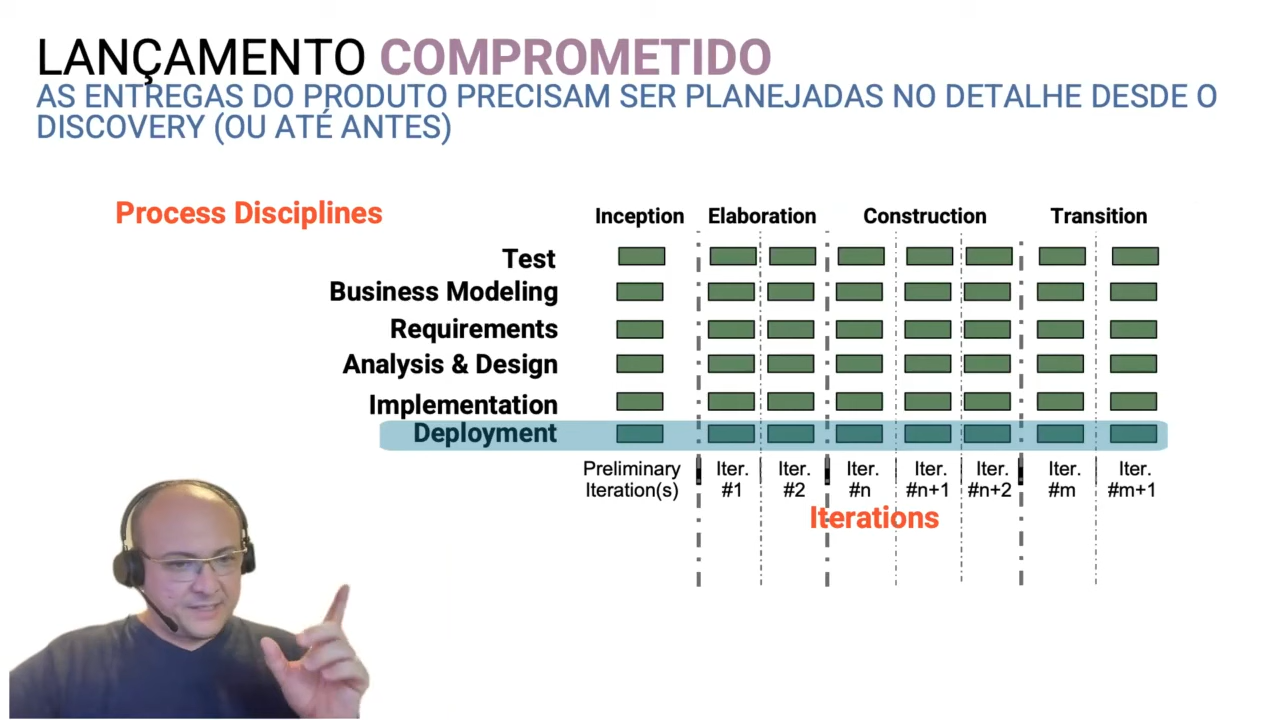 LANÇAMENTO COMPROMETIDO
AS ENTREGAS DO PRODUTO PRECISAM SER PLANEJADAS NO DETALHE DESDE O
DISCOVERY (OU ATÉ ANTES)
Process Disciplines
Inception Elaboration Construction Transition
Test
Business Modeling
Requirements
Analysis & Design
Implementation
Deployment
Preliminary Iter. Iter. Iter. Iter. Iter. Iter. Iter.
Iteration(s) #1 #2 #n #n+1 #n+2 #m #m+1
Iterations